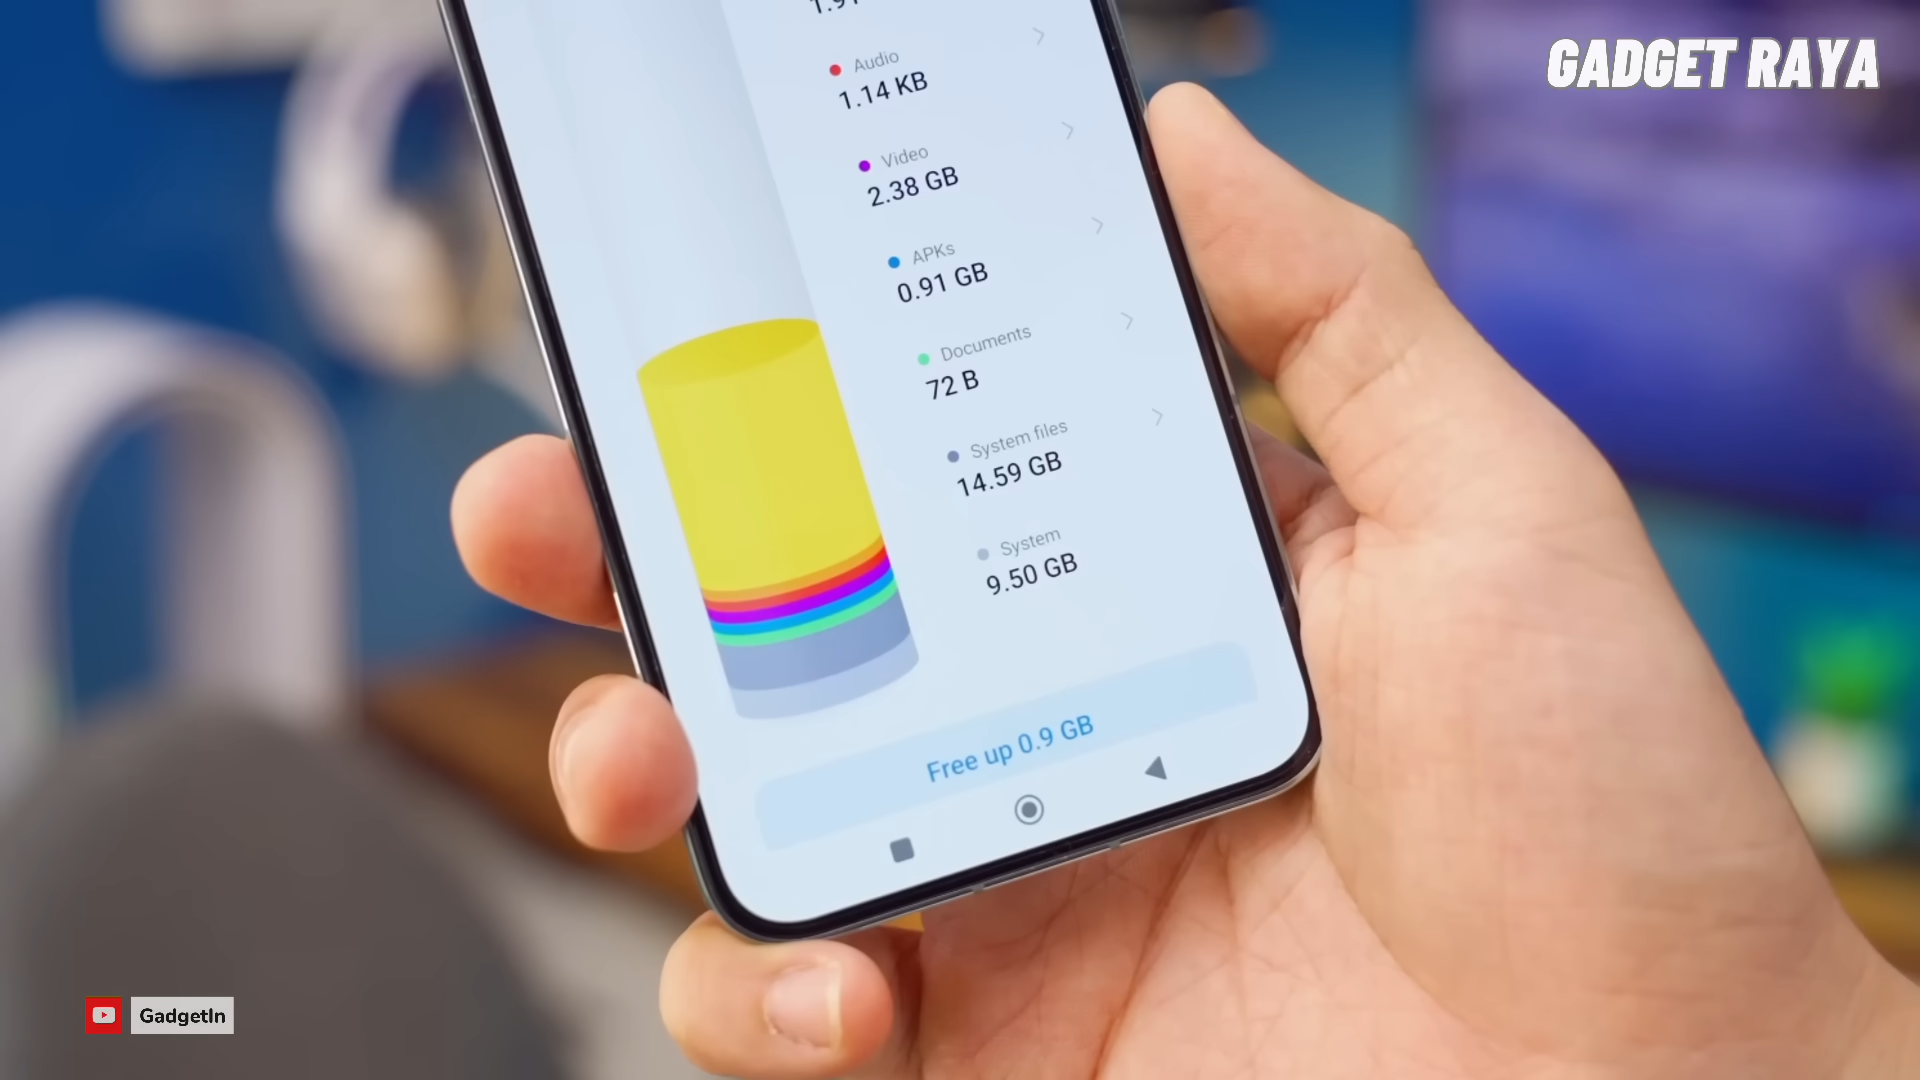 GADGET RAYA
Audio
1.14 KB
Video
2.38 GB
APKs
0.91 GB
Documents
72 B
System files
14.59 GB
System
9.50 GB
Free up 0.9 GB
GadgetIn